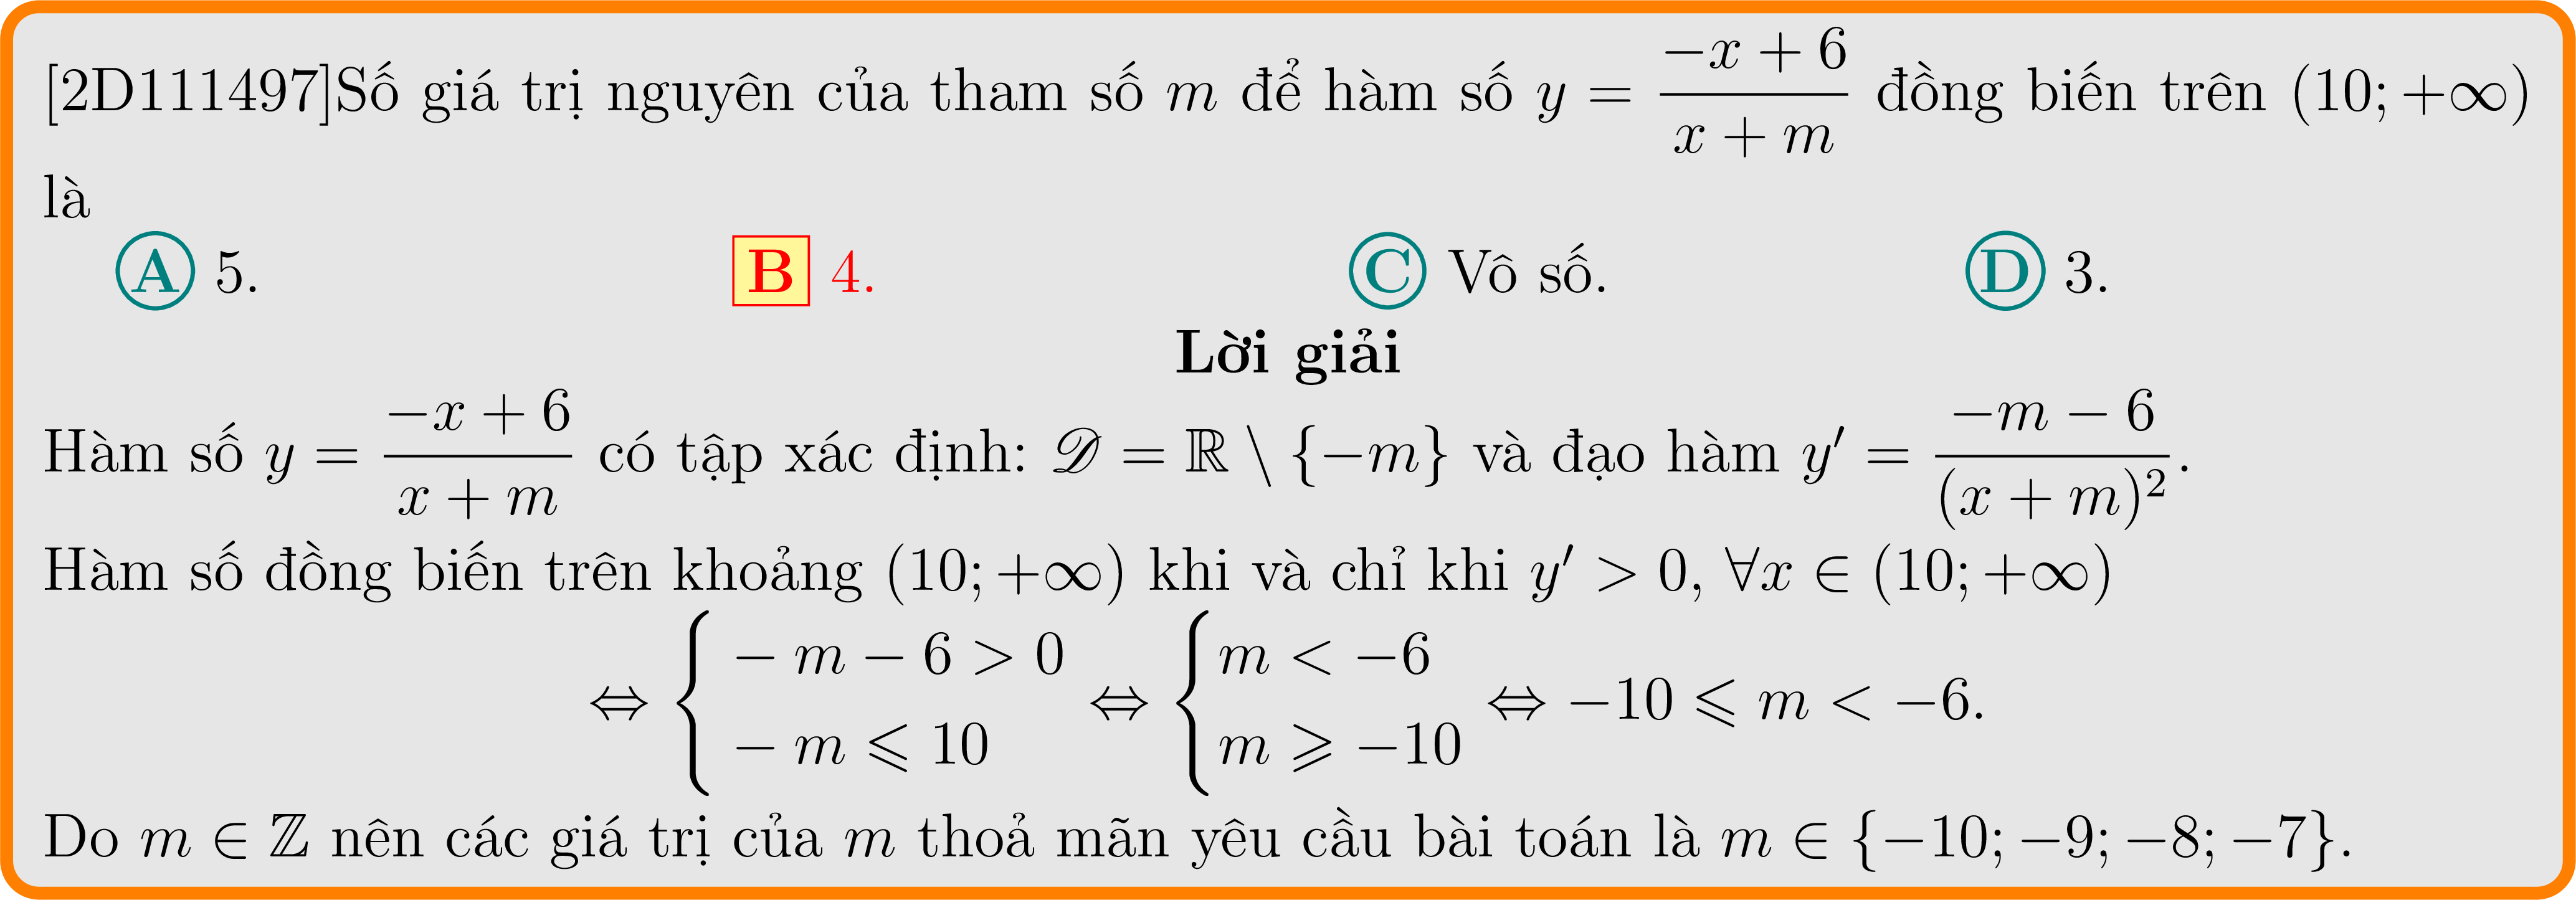 [2D111497]Số giá trị nguyên của tham số $m$ để hàm số $y = \dfrac{-x+6}{x+m}$ đồng biến trên $(10; +\infty)$
là
A 5. B 4. C Vô số. D 3.
Lời giải
Hàm số $y = \dfrac{-x+6}{x+m}$ có tập xác định: $\mathscr{D} = \mathbb{R} \setminus \{-m\}$ và đạo hàm $y' = \dfrac{-m-6}{(x+m)^2}$.
Hàm số đồng biến trên khoảng $(10; +\infty)$ khi và chỉ khi $y' > 0, \forall x \in (10; +\infty)$
$\Leftrightarrow \begin{cases} -m-6 > 0 \\ -m \leqslant 10 \end{cases} \Leftrightarrow \begin{cases} m < -6 \\ m \geqslant -10 \end{cases} \Leftrightarrow -10 \leqslant m < -6.$
Do $m \in \mathbb{Z}$ nên các giá trị của $m$ thoả mãn yêu cầu bài toán là $m \in \{-10; -9; -8; -7\}$.